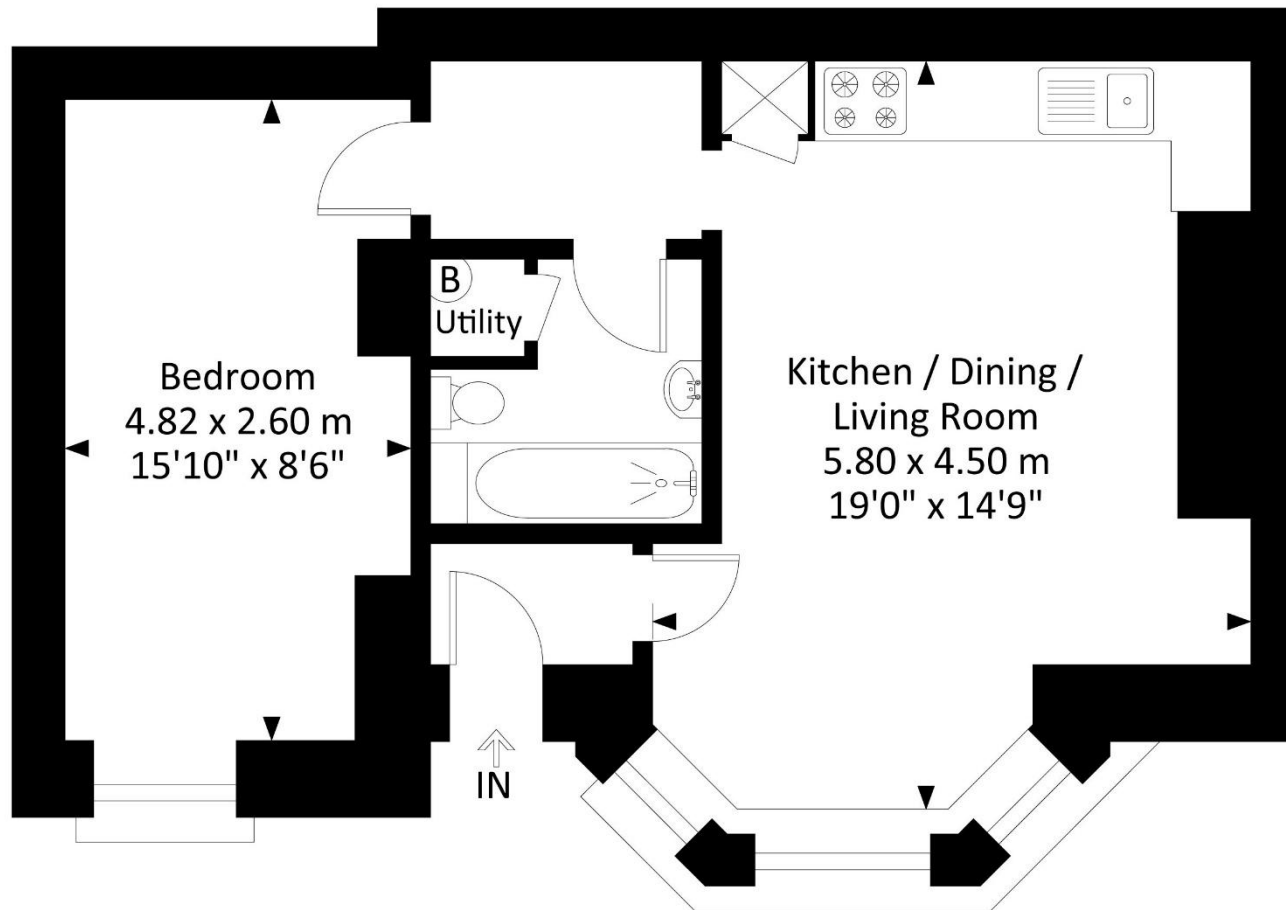 B
Utility
Bedroom
4.82 x 2.60 m
15'10" x 8'6"
Kitchen / Dining /
Living Room
5.80 x 4.50 m
19'0" x 14'9"
IN